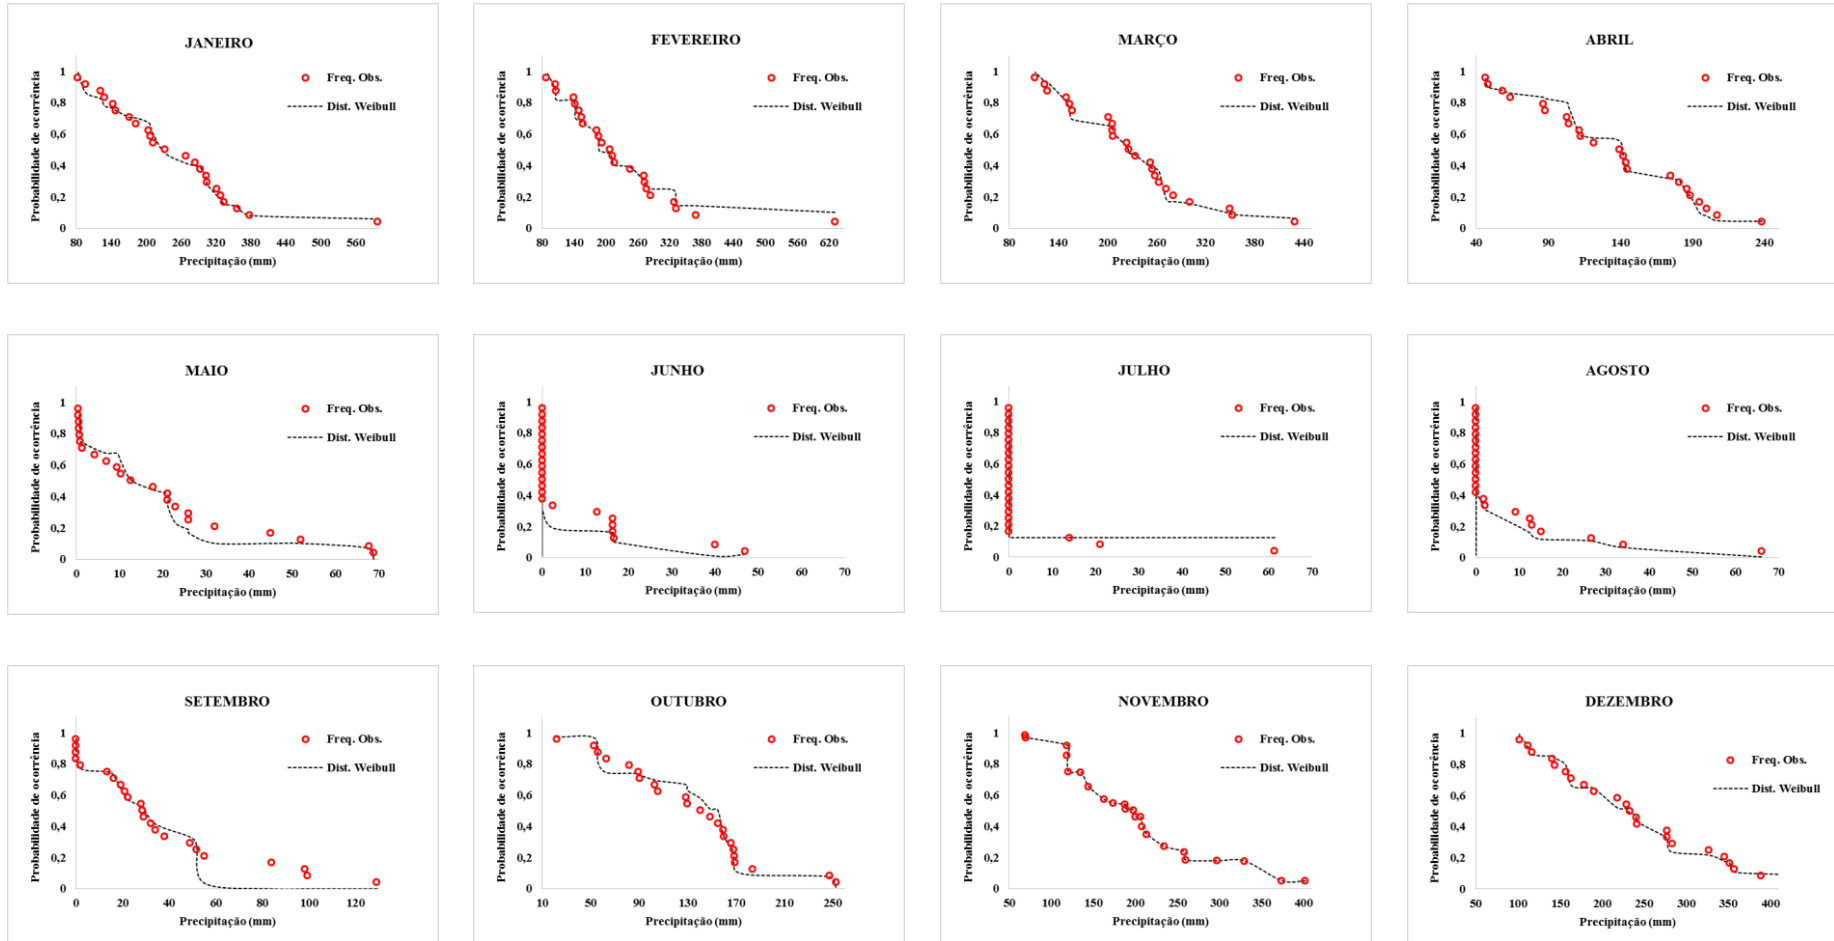 JANEIRO
Probabilidade de ocorrência
1
0,8
0,6
0,4
0,2
0
Freq. Obs.
Dist. Weibull
80 140 200 260 320 380 440 500 560
Precipitação (mm)
FEVEREIRO
Probabilidade de ocorrência
1
0,8
0,6
0,4
0,2
0
Freq. Obs.
Dist. Weibull
80 140 200 260 320 380 440 500 560 620
Precipitação (mm)
MARÇO
Probabilidade de ocorrência
1
0,8
0,6
0,4
0,2
0
Freq. Obs.
Dist. Weibull
80 140 200 260 320 380 440
Precipitação (mm)
ABRIL
Probabilidade de ocorrência
1
0,8
0,6
0,4
0,2
0
Freq. Obs.
Dist. Weibull
40 90 140 190 240
Precipitação (mm)
MAIO
Probabilidade de ocorrência
1
0,8
0,6
0,4
0,2
0
Freq. Obs.
Dist. Weibull
0 10 20 30 40 50 60 70
Precipitação (mm)
JUNHO
Probabilidade de ocorrência
1
0,8
0,6
0,4
0,2
0
Freq. Obs.
Dist. Weibull
0 10 20 30 40 50 60 70
Precipitação (mm)
JULHO
Probabilidade de ocorrência
1
0,8
0,6
0,4
0,2
0
Freq. Obs.
Dist. Weibull
0 10 20 30 40 50 60 70
Precipitação (mm)
AGOSTO
Probabilidade de ocorrência
1
0,8
0,6
0,4
0,2
0
Freq. Obs.
Dist. Weibull
0 10 20 30 40 50 60 70
Precipitação (mm)
SETEMBRO
Probabilidade de ocorrência
1
0,8
0,6
0,4
0,2
0
Freq. Obs.
Dist. Weibull
0 20 40 60 80 100 120
Precipitação (mm)
OUTUBRO
Probabilidade de ocorrência
1
0,8
0,6
0,4
0,2
0
Freq. Obs.
Dist. Weibull
10 50 90 130 170 210 250
Precipitação (mm)
NOVEMBRO
Probabilidade de ocorrência
1
0,8
0,6
0,4
0,2
0
Freq. Obs.
Dist. Weibull
50 100 150 200 250 300 350 400
Precipitação (mm)
DEZEMBRO
Probabilidade de ocorrência
1
0,8
0,6
0,4
0,2
0
Freq. Obs.
Dist. Weibull
50 100 150 200 250 300 350 400
Precipitação (mm)